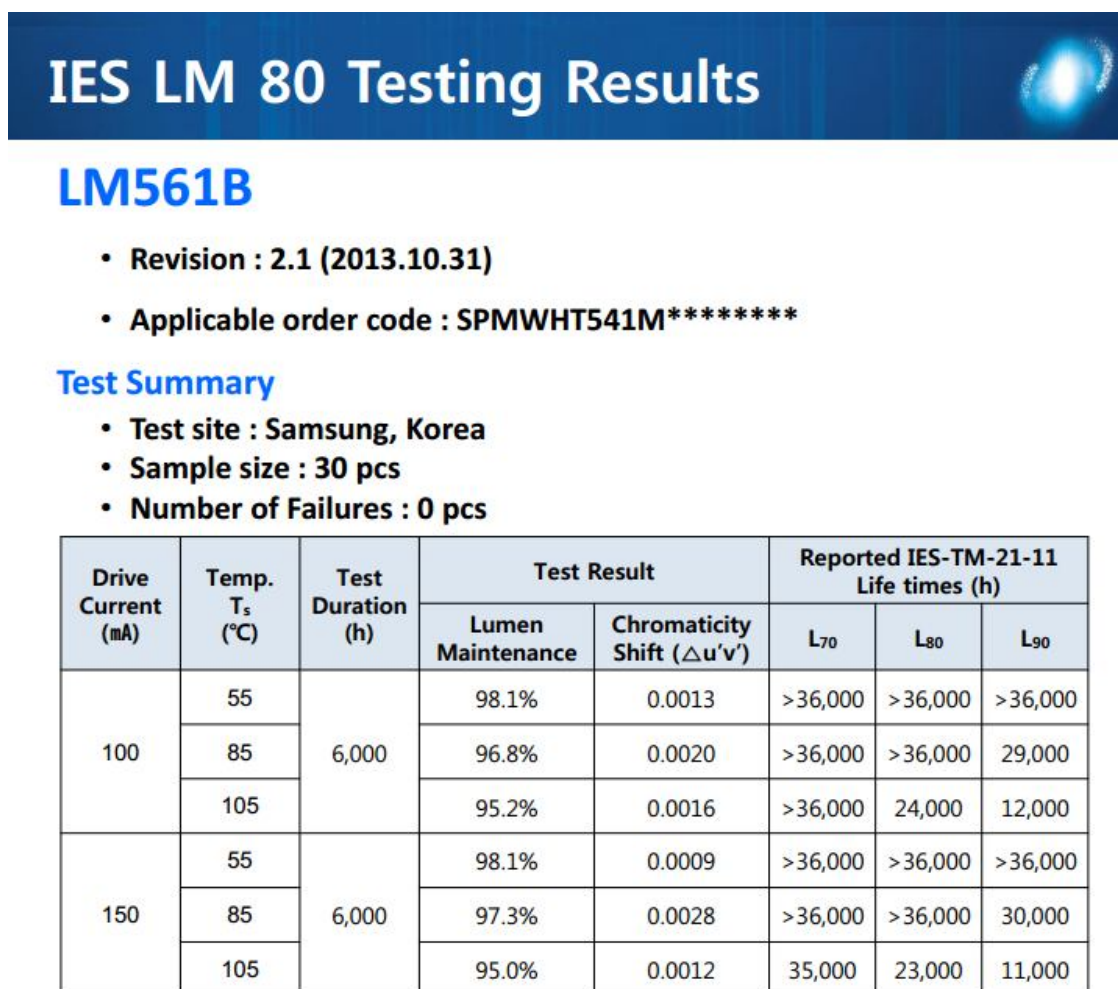 IES LM 80 Testing Results
LM561B
• Revision : 2.1 (2013.10.31)
• Applicable order code : SPMWHT541M********
Test Summary
• Test site : Samsung, Korea
• Sample size : 30 pcs
• Number of Failures : 0 pcs
Drive Current (mA) Temp. Ts (℃) Test Duration (h) Test Result Reported IES-TM-21-11 Life times (h)
Lumen Maintenance Chromaticity Shift (△u'v') L70 L80 L90
100 55 6,000 98.1% 0.0013 >36,000 >36,000 >36,000
85 96.8% 0.0020 >36,000 >36,000 29,000
105 95.2% 0.0016 >36,000 24,000 12,000
150 55 6,000 98.1% 0.0009 >36,000 >36,000 >36,000
85 97.3% 0.0028 >36,000 >36,000 30,000
105 95.0% 0.0012 35,000 23,000 11,000